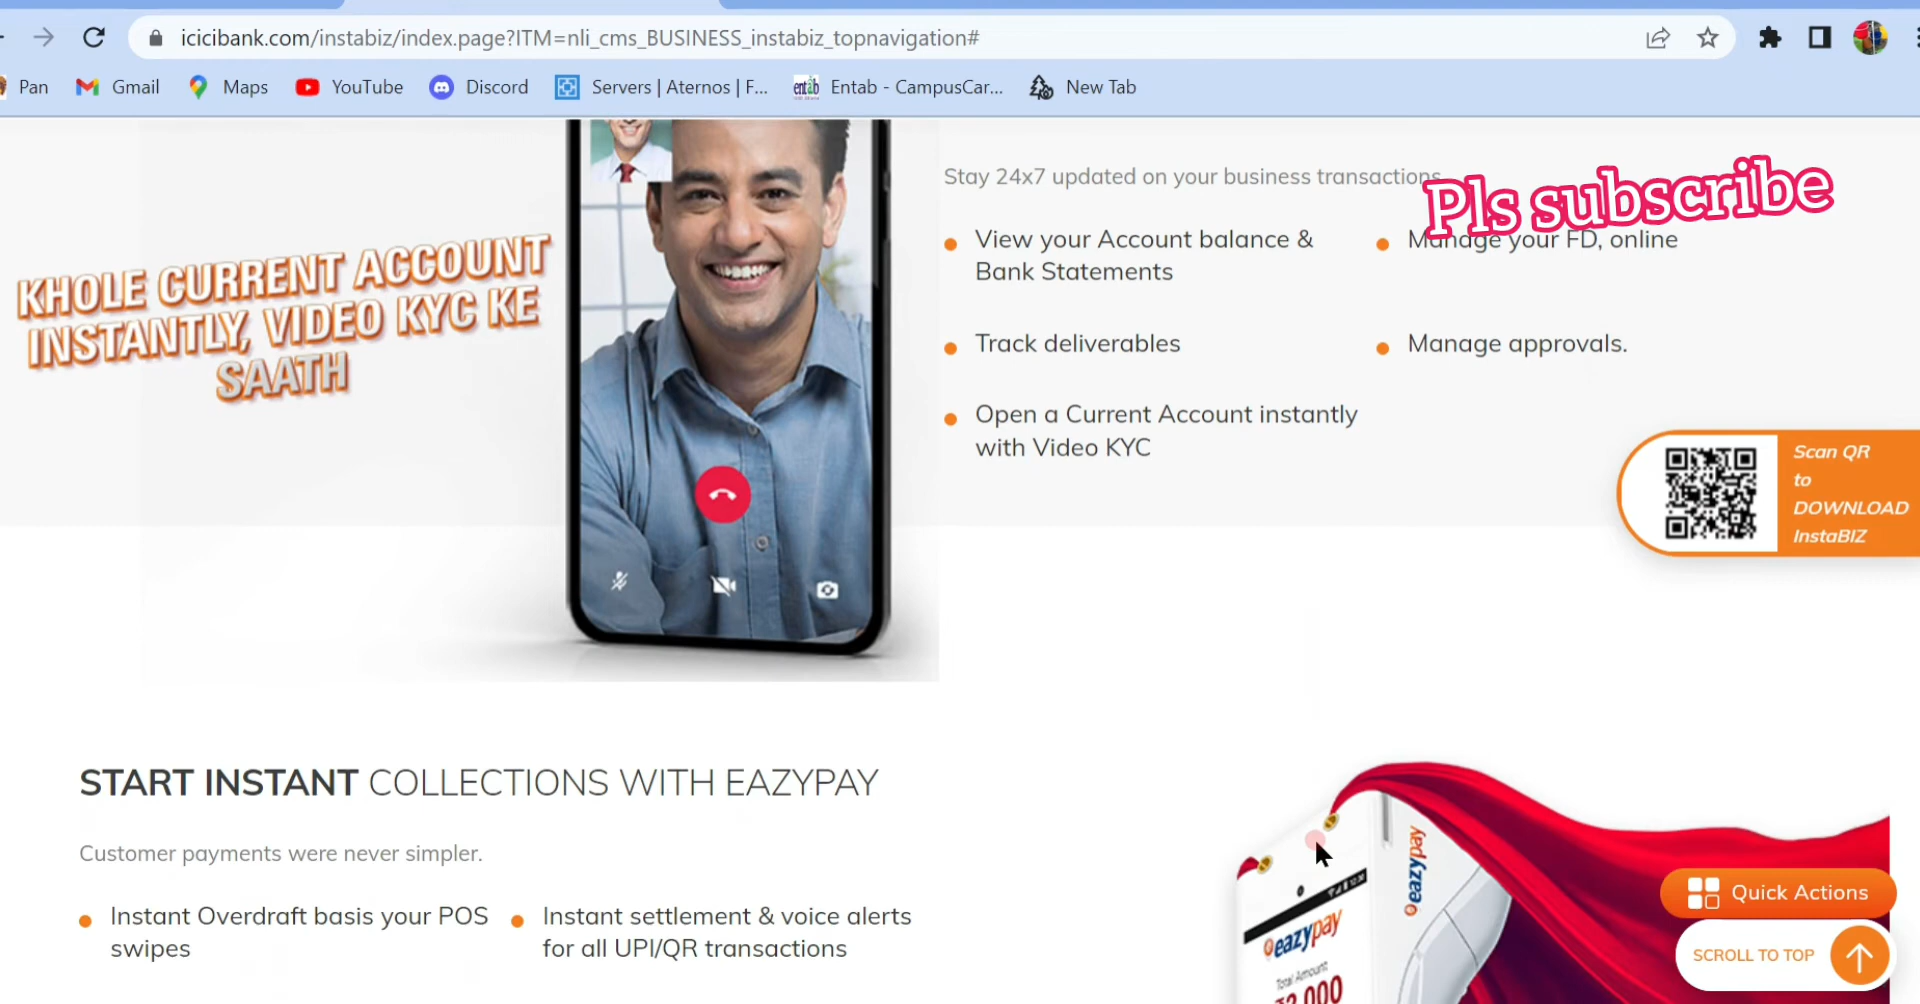 icicibank.com/instabiz/index.page?ITM=nli_cms_BUSINESS_instabiz_topnavigation#
Pan Gmail Maps YouTube Discord Servers | Aternos | F... entab Entab - CampusCar... New Tab
Stay 24x7 updated on your business transactions
Pls subscribe
View your Account balance &
Bank Statements
Manage your FD, online
KHOLE CURRENT ACCOUNT
INSTANTLY, VIDEO KYC KE
SAATH
Track deliverables
Manage approvals.
Open a Current Account instantly
with Video KYC
Scan QR
to
DOWNLOAD
InstaBIZ
START INSTANT COLLECTIONS WITH EAZYPAY
Customer payments were never simpler.
Instant Overdraft basis your POS
swipes
Instant settlement & voice alerts
for all UPI/QR transactions
eazypay
eazypay
Total Amount
Quick Actions
SCROLL TO TOP